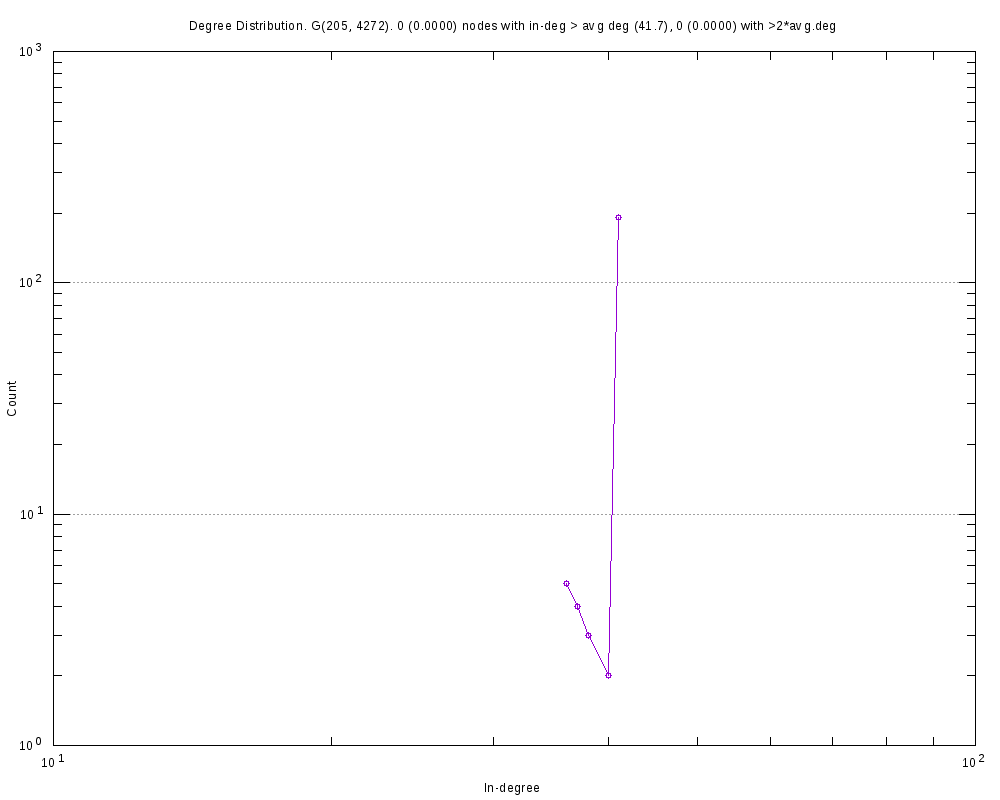 Degree Distribution. G(205, 4272). 0 (0.0000) nodes with in-deg > avg deg (41.7), 0 (0.0000) with >2*avg.deg
10^3
10^2
10^1
10^0
Count
10^1
10^2
In-degree